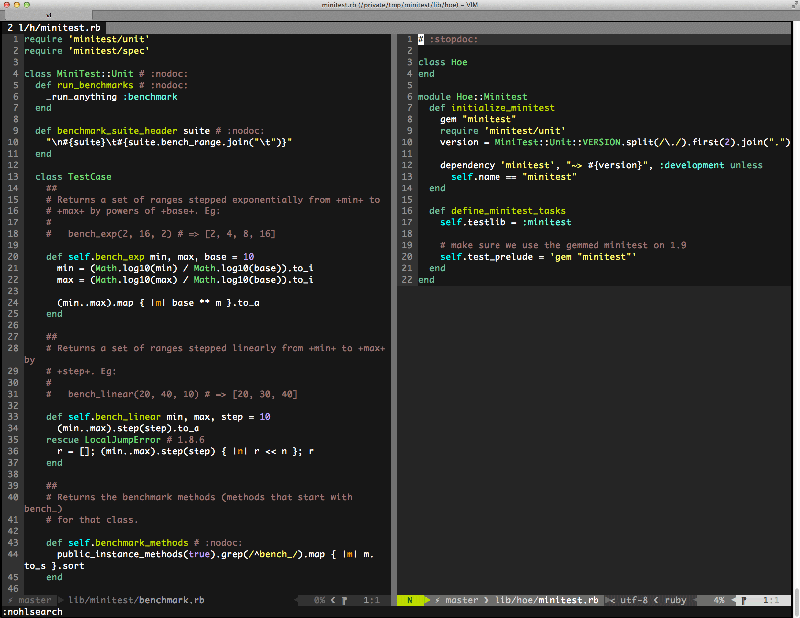 minitest.rb (/private/tmp/minitest/lib/hoe) - VIM
vi
2 l/h/minitest.rb
1 require 'minitest/unit'
2 require 'minitest/spec'
3
4 class MiniTest::Unit # :nodoc:
5 def run_benchmarks # :nodoc:
6 _run_anything :benchmark
7 end
8
9 def benchmark_suite_header suite # :nodoc:
10 "\n#{suite}\t#{suite.bench_range.join("\t")}"
11 end
12
13 class TestCase
14 ##
15 # Returns a set of ranges stepped exponentially from +min+ to
16 # +max+ by powers of +base+. Eg:
17 #
18 # bench_exp(2, 16, 2) # => [2, 4, 8, 16]
19
20 def self.bench_exp min, max, base = 10
21 min = (Math.log10(min) / Math.log10(base)).to_i
22 max = (Math.log10(max) / Math.log10(base)).to_i
23
24 (min..max).map { |m| base ** m }.to_a
25 end
26
27 ##
28 # Returns a set of ranges stepped linearly from +min+ to +max+
by
29 # +step+. Eg:
30 #
31 # bench_linear(20, 40, 10) # => [20, 30, 40]
32
33 def self.bench_linear min, max, step = 10
34 (min..max).step(step).to_a
35 rescue LocalJumpError # 1.8.6
36 r = []; (min..max).step(step) { |n| r << n }; r
37 end
38
39 ##
40 # Returns the benchmark methods (methods that start with
bench_)
41 # for that class.
42
43 def self.benchmark_methods # :nodoc:
44 public_instance_methods(true).grep(/^bench_/).map { |m| m.
to_s }.sort
45 end
46
master lib/minitest/benchmark.rb 0% 1:1
:nohlsearch
1 # :stopdoc:
2
3 class Hoe
4 end
5
6 module Hoe::Minitest
7 def initialize_minitest
8 gem "minitest"
9 require 'minitest/unit'
10 version = MiniTest::Unit::VERSION.split(/\./).first(2).join(".")
11
12 dependency 'minitest', "~> #{version}", :development unless
13 self.name == "minitest"
14 end
15
16 def define_minitest_tasks
17 self.testlib = :minitest
18
19 # make sure we use the gemmed minitest on 1.9
20 self.test_prelude = 'gem "minitest"'
21 end
22 end
N master lib/hoe/minitest.rb utf-8 ruby 4% 1:1